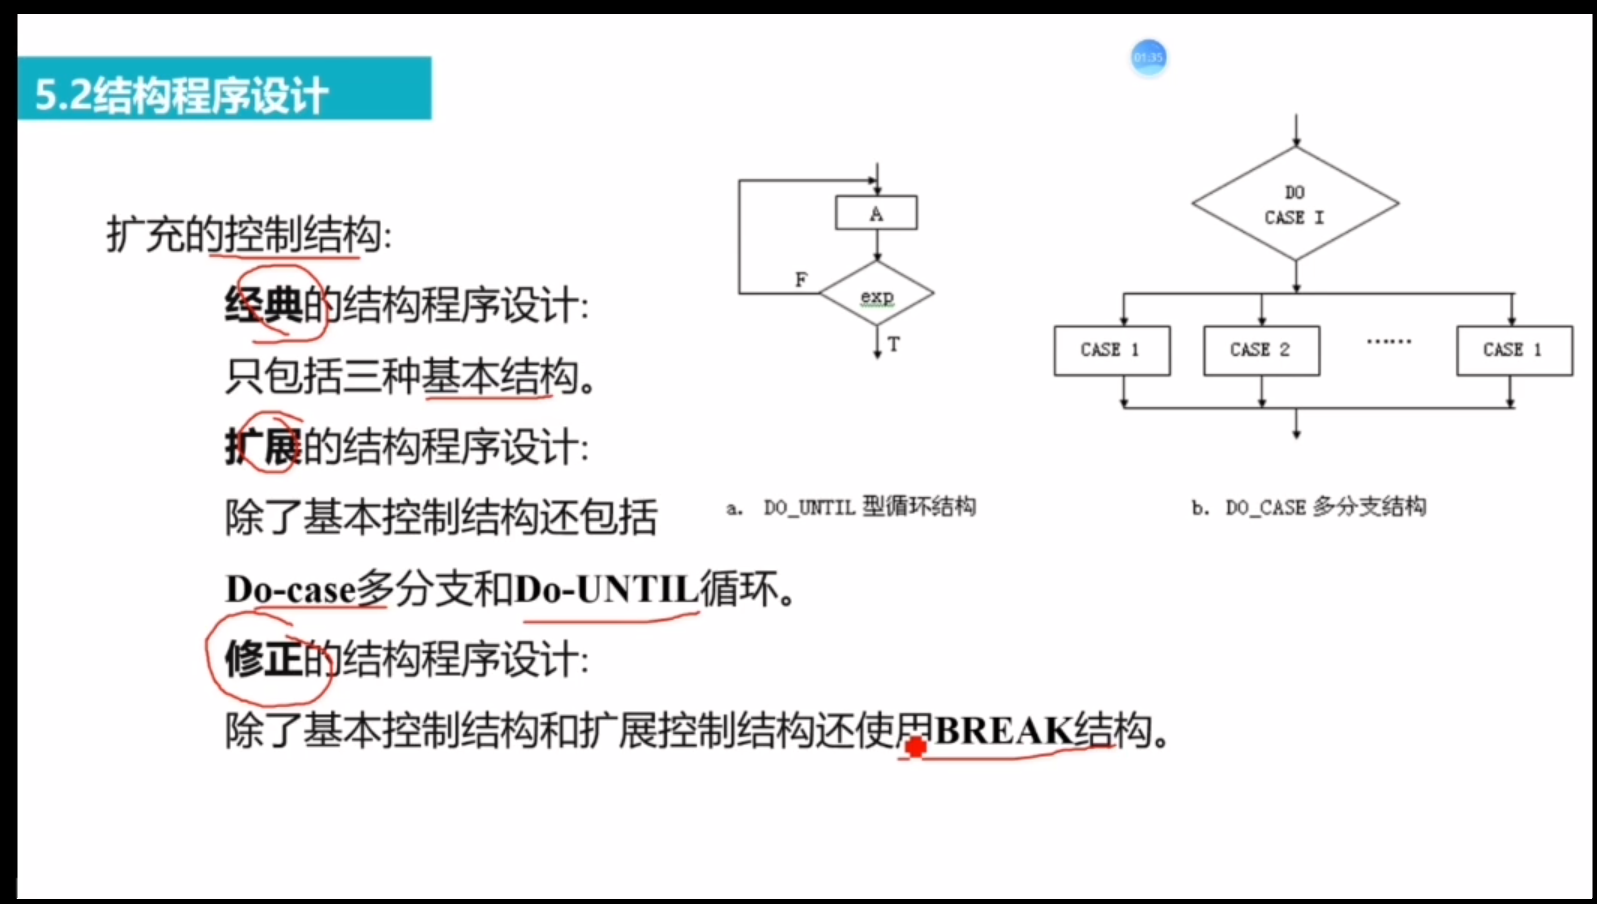 01:35
5.2结构程序设计
扩充的控制结构:
经典的结构程序设计:
只包括三种基本结构。
扩展的结构程序设计:
除了基本控制结构还包括
Do-case多分支和Do-UNTIL循环。
修正的结构程序设计:
除了基本控制结构和扩展控制结构还使用BREAK结构。
A
F
exp
T
a. DO_UNTIL 型循环结构
DO
CASE I
CASE 1
CASE 2
……
CASE 1
b. DO_CASE 多分支结构